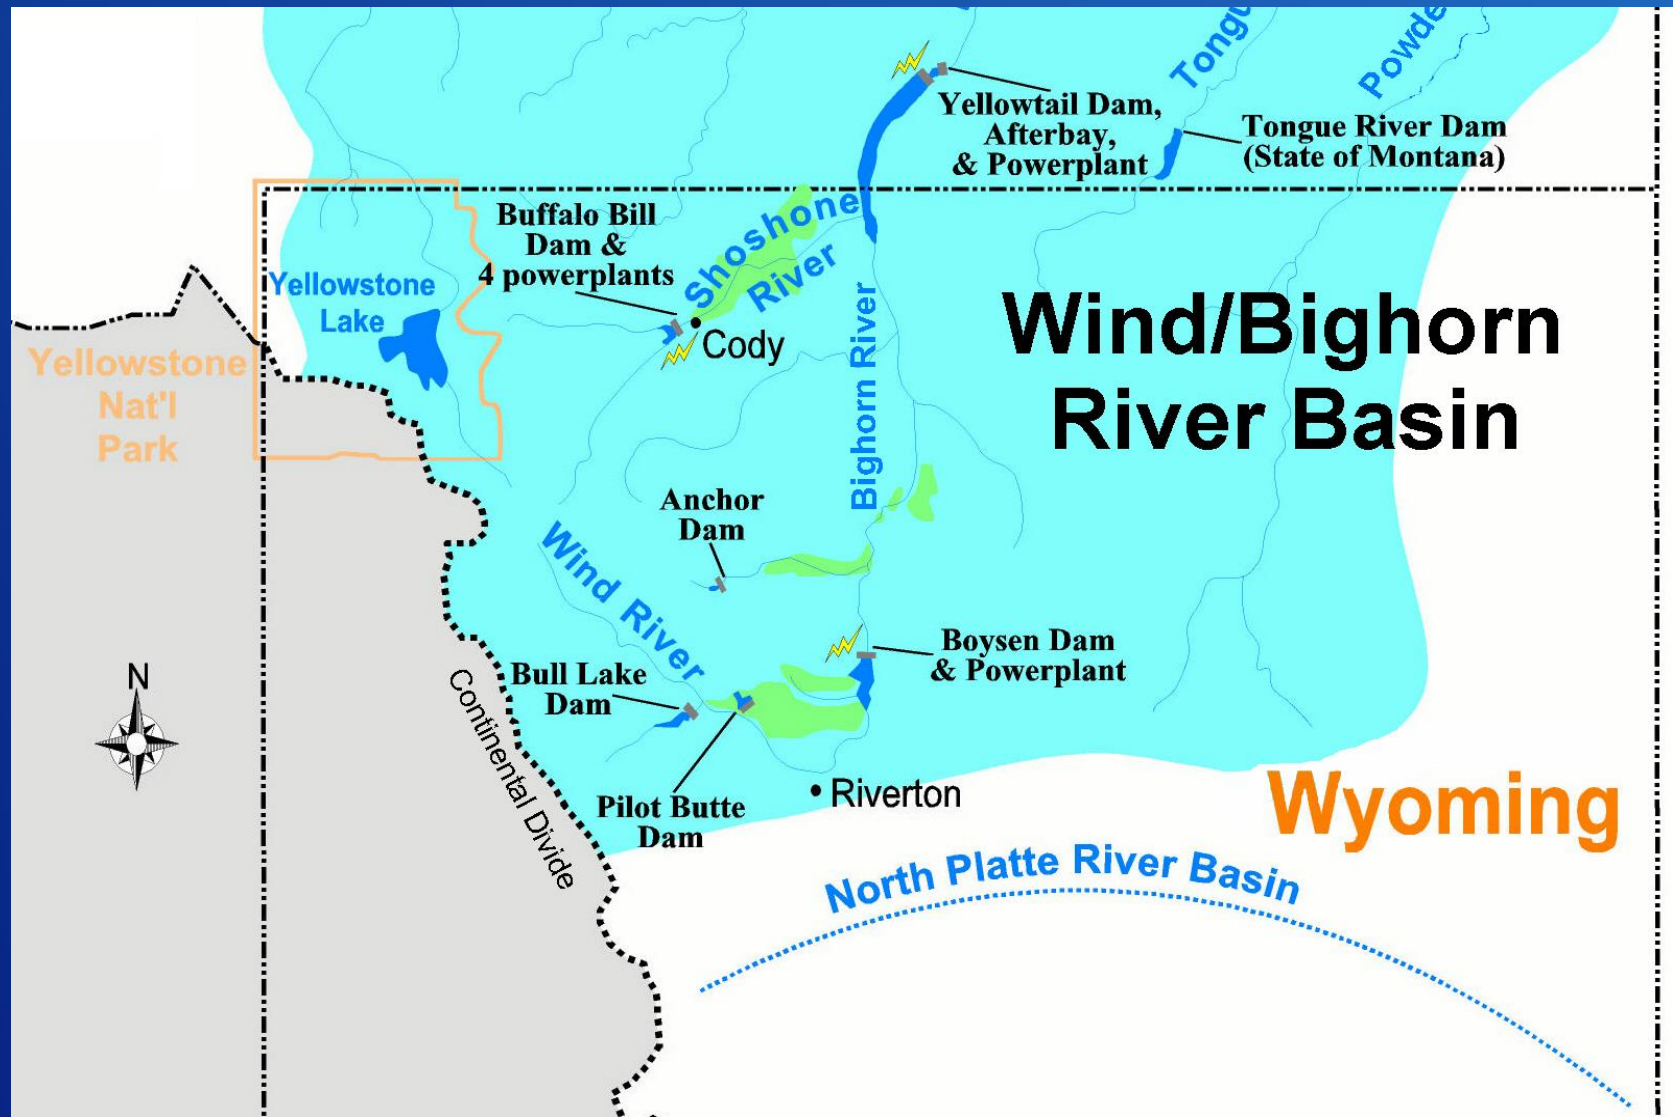 Tongu
Powde
Yellowtail Dam,
Afterbay,
& Powerplant
Tongue River Dam
(State of Montana)
Buffalo Bill
Dam &
4 powerplants
Shoshone
River
Yellowstone
Lake
Cody
Yellowstone
Nat'l
Park
Wind/Bighorn
River Basin
Bighorn River
Anchor
Dam
Wind River
Boysen Dam
& Powerplant
Bull Lake
Dam
N
Continental Divide
Pilot Butte
Dam
Riverton
Wyoming
North Platte River Basin